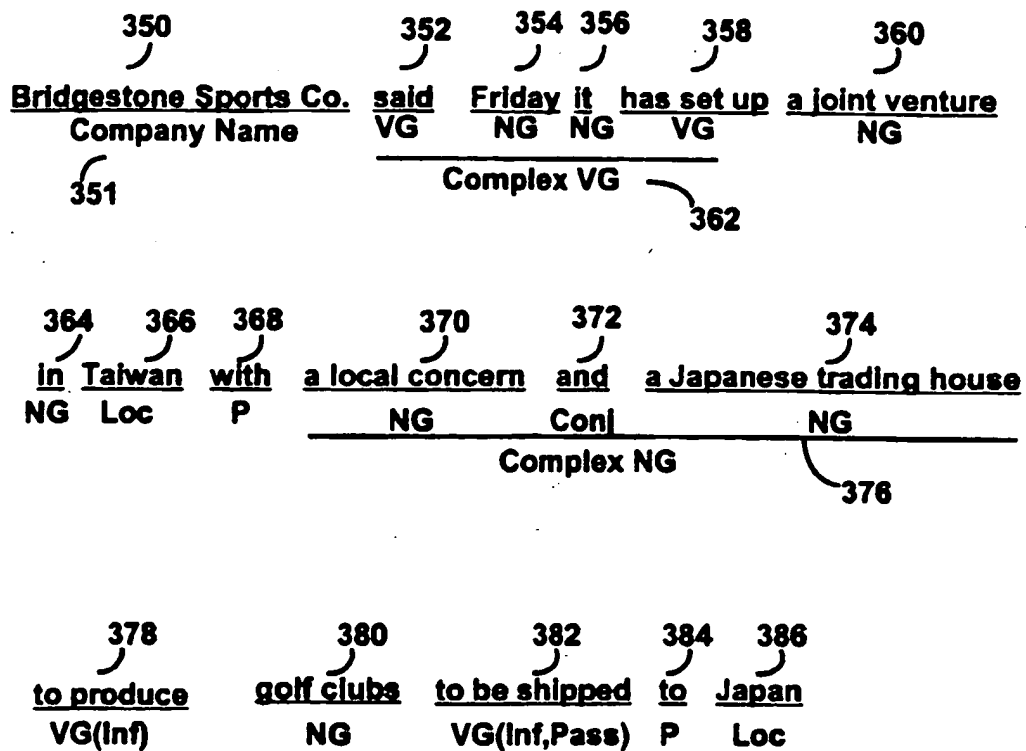 350 352 354 356 358 360
Bridgestone Sports Co. said Friday it has set up a joint venture
Company Name VG NG NG VG NG
351 Complex VG 362
364 366 368 370 372 374
in Taiwan with a local concern and a Japanese trading house
NG Loc P NG Conj NG
Complex NG
376
378 380 382 384 386
to produce golf clubs to be shipped to Japan
VG(Inf) NG VG(Inf,Pass) P Loc